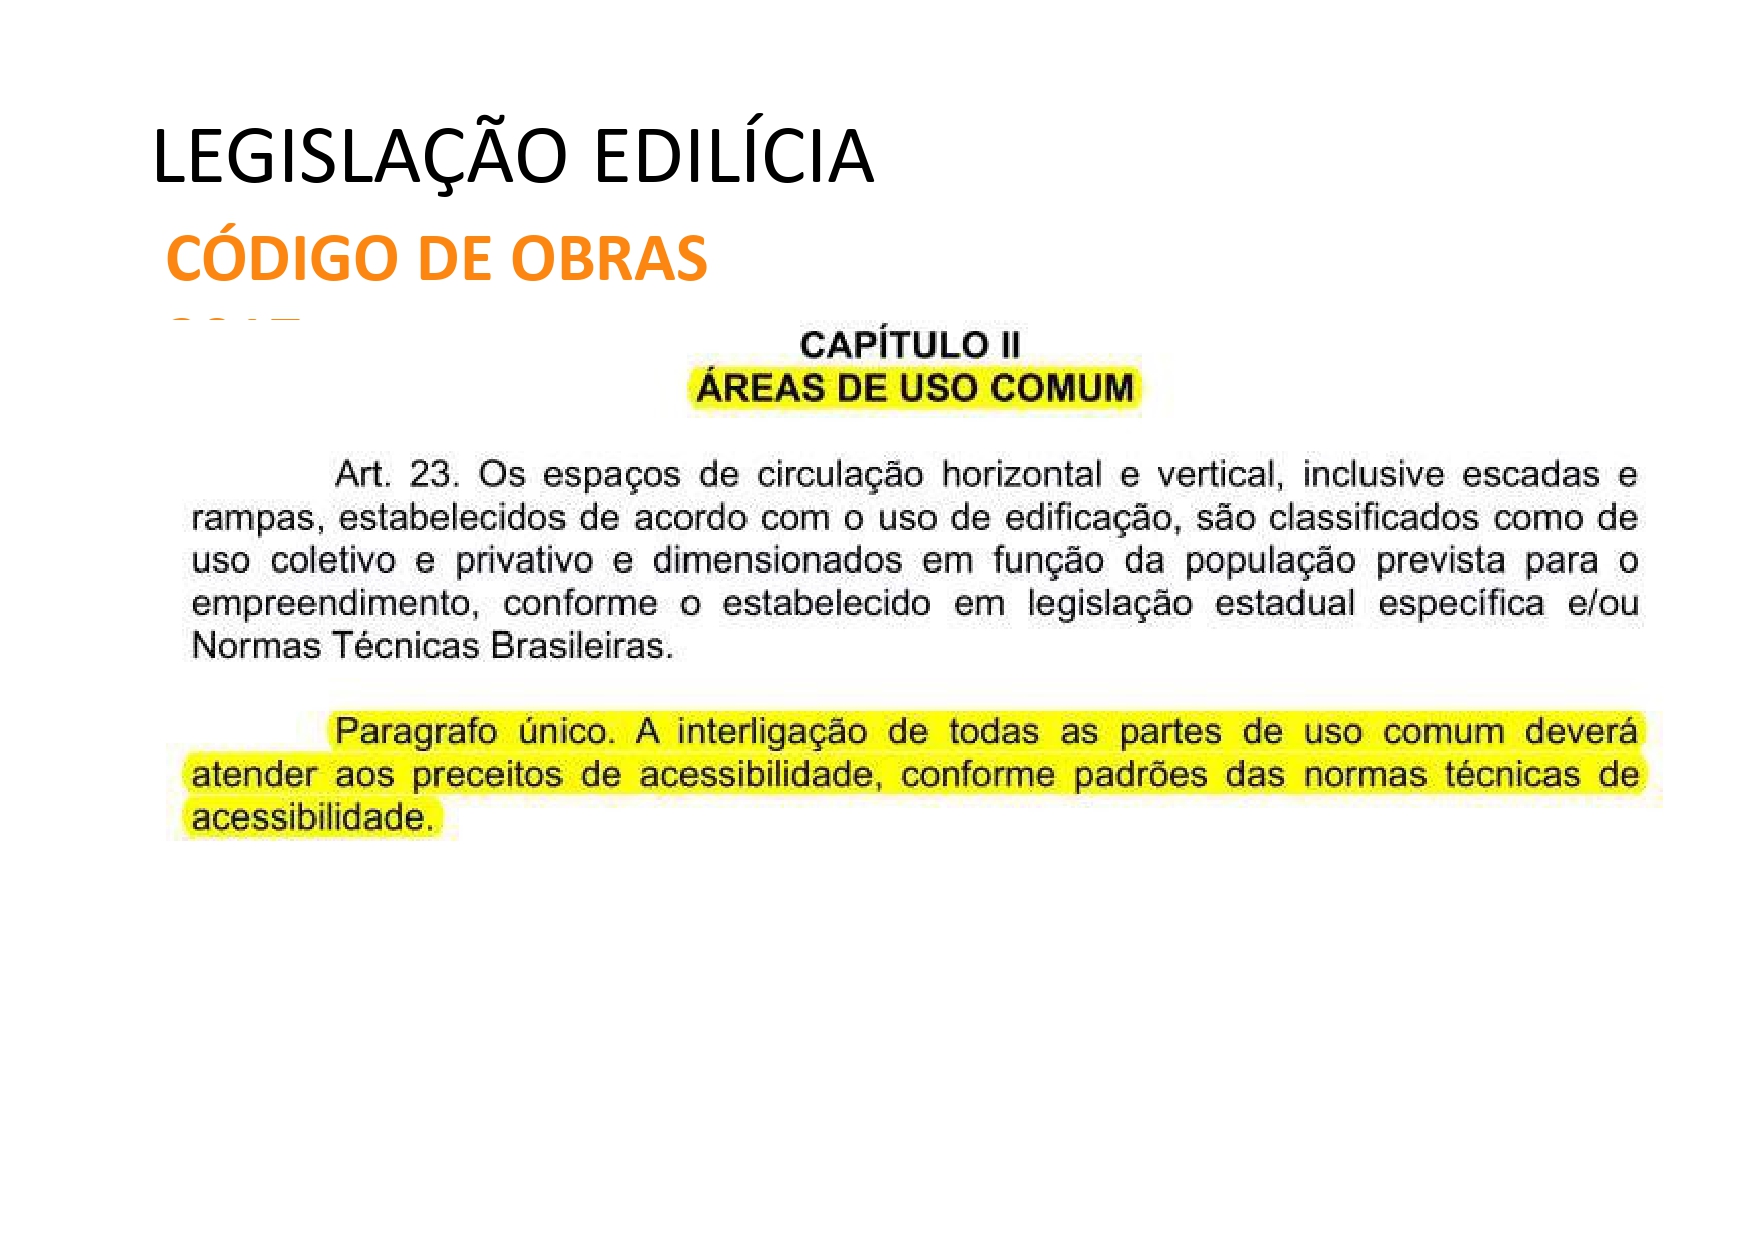 LEGISLAÇÃO EDILÍCIA
CÓDIGO DE OBRAS
CAPÍTULO II
ÁREAS DE USO COMUM
Art. 23. Os espaços de circulação horizontal e vertical, inclusive escadas e
rampas, estabelecidos de acordo com o uso de edificação, são classificados como de
uso coletivo e privativo e dimensionados em função da população prevista para o
empreendimento, conforme o estabelecido em legislação estadual específica e/ou
Normas Técnicas Brasileiras.
Paragrafo único. A interligação de todas as partes de uso comum deverá
atender aos preceitos de acessibilidade, conforme padrões das normas técnicas de
acessibilidade.